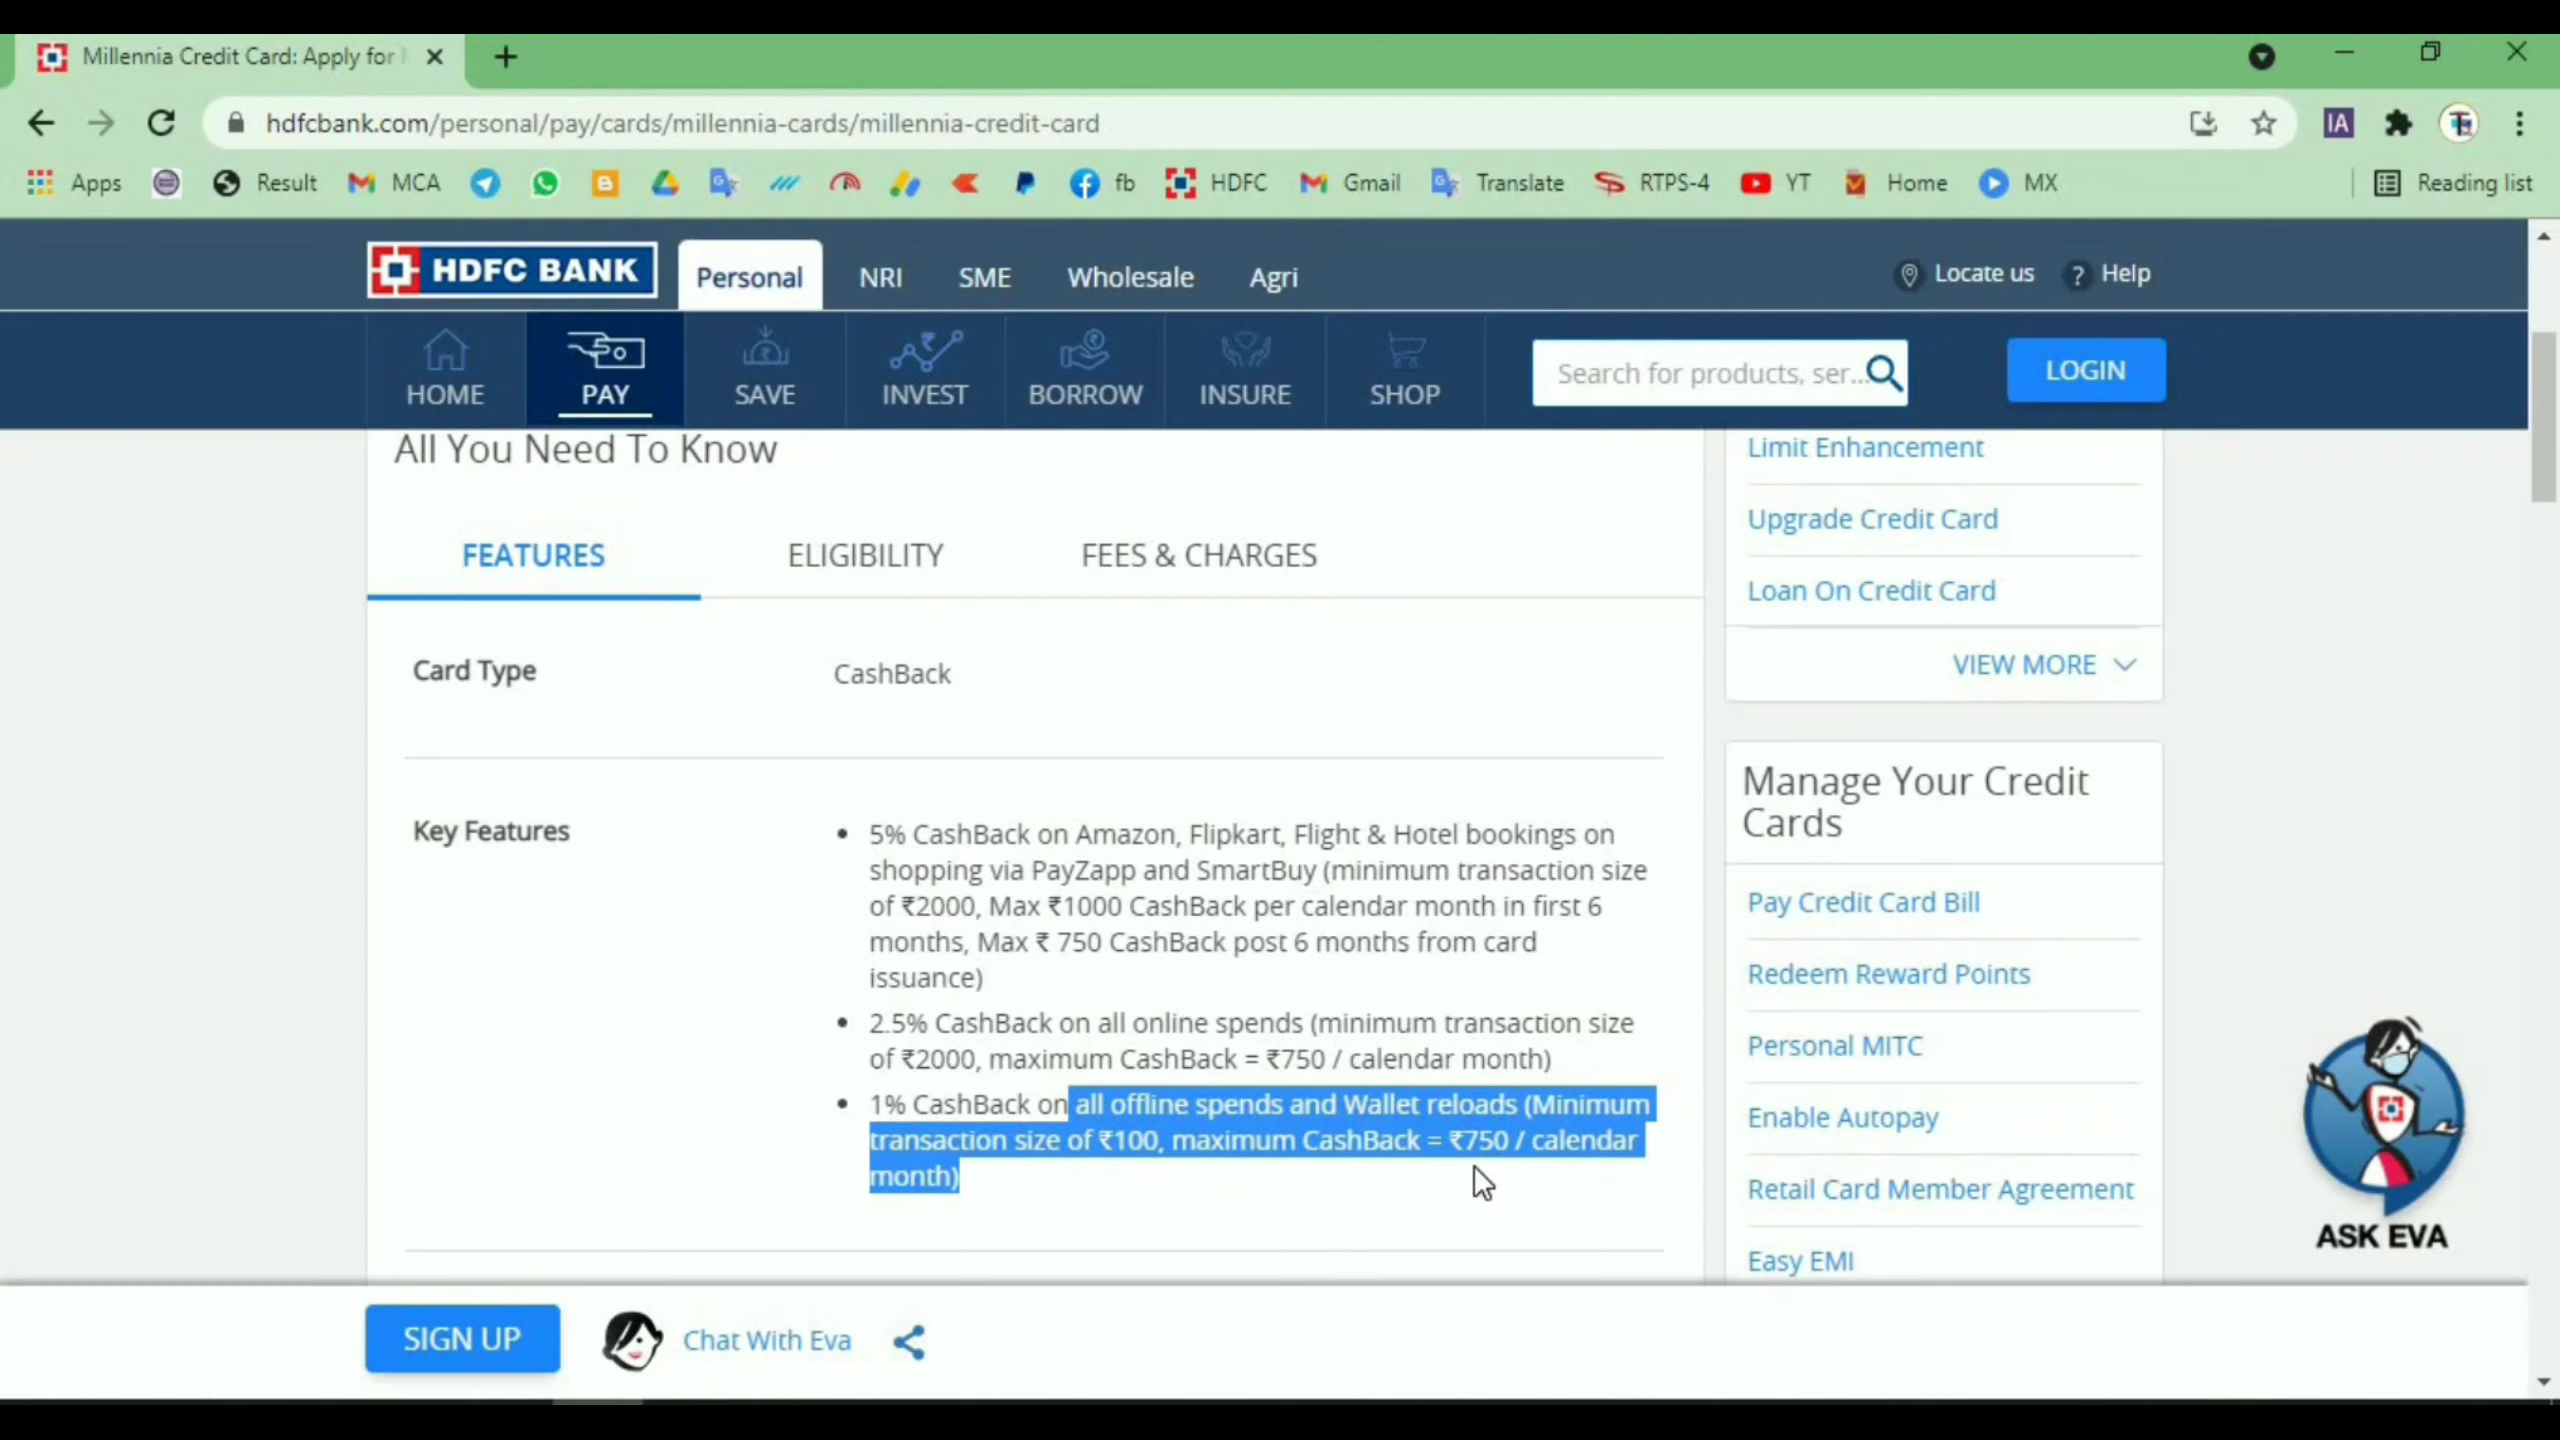 Millennia Credit Card: Apply for
hdfcbank.com/personal/pay/cards/millennia-cards/millennia-credit-card
IA
Apps Result MCA fb HDFC Gmail Translate RTPS-4 YT Home MX Reading list
HDFC BANK Personal NRI SME Wholesale Agri Locate us ? Help
HOME PAY SAVE INVEST BORROW INSURE SHOP Search for products, ser... LOGIN
All You Need To Know
FEATURES ELIGIBILITY FEES & CHARGES
Card Type CashBack
Key Features
• 5% CashBack on Amazon, Flipkart, Flight & Hotel bookings on
shopping via PayZapp and SmartBuy (minimum transaction size
of ₹2000, Max ₹1000 CashBack per calendar month in first 6
months, Max ₹ 750 CashBack post 6 months from card
issuance)
• 2.5% CashBack on all online spends (minimum transaction size
of ₹2000, maximum CashBack = ₹750 / calendar month)
• 1% CashBack on all offline spends and Wallet reloads (Minimum
transaction size of ₹100, maximum CashBack = ₹750 / calendar
month)
Limit Enhancement
Upgrade Credit Card
Loan On Credit Card
VIEW MORE
Manage Your Credit
Cards
Pay Credit Card Bill
Redeem Reward Points
Personal MITC
Enable Autopay
Retail Card Member Agreement
Easy EMI
ASK EVA
SIGN UP Chat With Eva